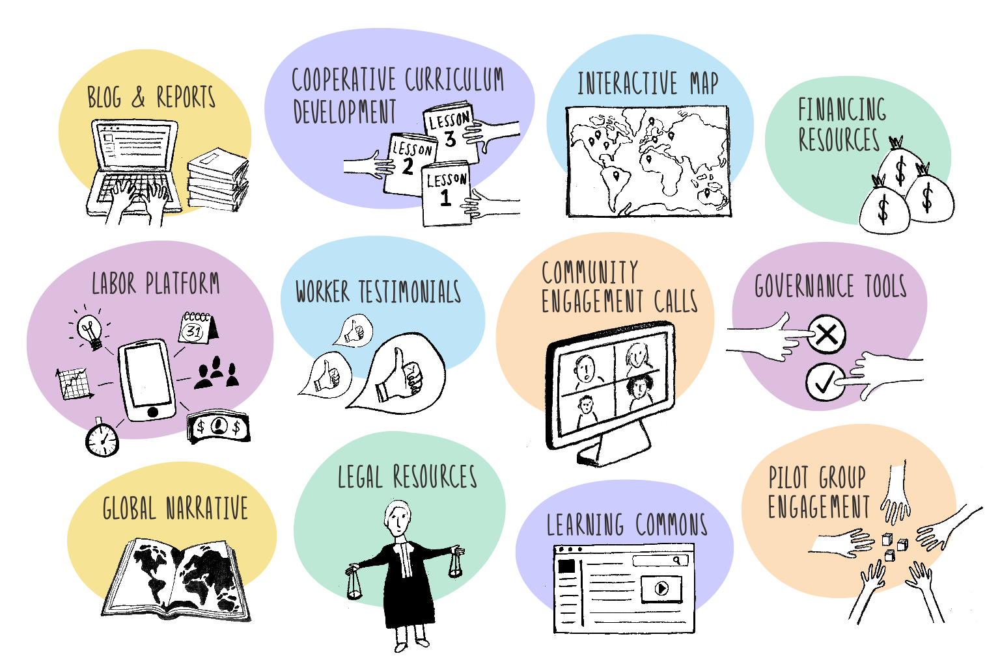 BLOG & REPORTS
COOPERATIVE CURRICULUM
DEVELOPMENT
LESSON
3
LESSON
2
LESSON
1
INTERACTIVE MAP
FINANCING
RESOURCES
$
$
$
LABOR PLATFORM
31
$ $
WORKER TESTIMONIALS
COMMUNITY
ENGAGEMENT CALLS
GOVERNANCE TOOLS
GLOBAL NARRATIVE
LEGAL RESOURCES
LEARNING COMMONS
PILOT GROUP
ENGAGEMENT